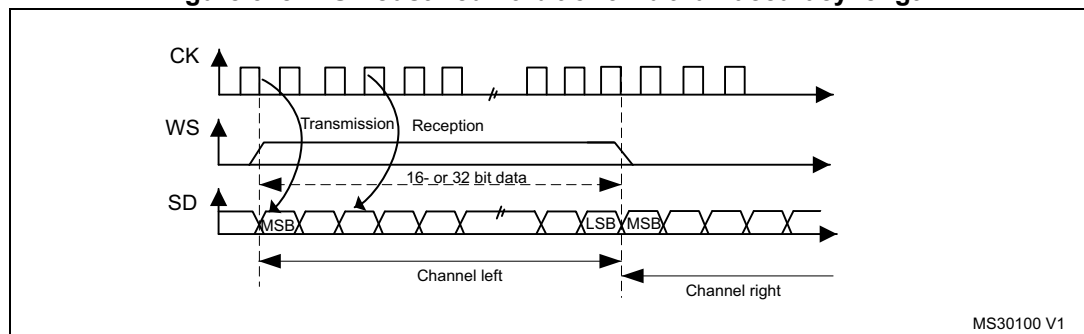 CK
Transmission
Reception
WS
16- or 32 bit data
SD
MSB
LSB
MSB
Channel left
Channel right
MS30100 V1